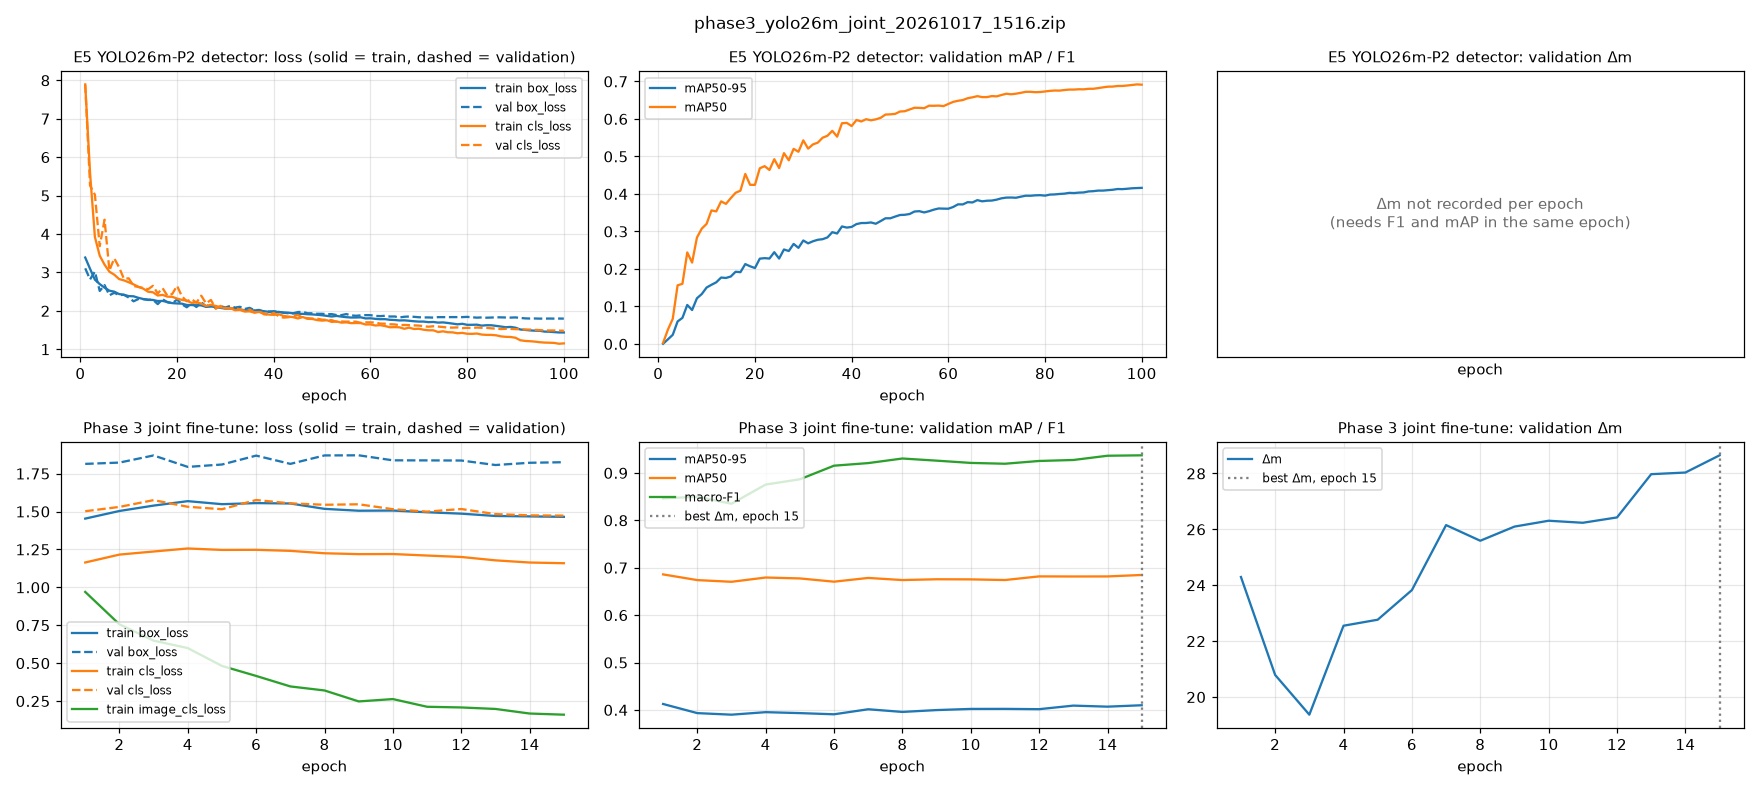 phase3_yolo26m_joint_20261017_1516.zip
E5 YOLO26m-P2 detector: loss (solid = train, dashed = validation)
8
7
6
5
4
3
2
1
train box_loss
val box_loss
train cls_loss
val cls_loss
0 20 40 60 80 100
epoch
E5 YOLO26m-P2 detector: validation mAP / F1
0.7
0.6
0.5
0.4
0.3
0.2
0.1
0.0
mAP50-95
mAP50
0 20 40 60 80 100
epoch
E5 YOLO26m-P2 detector: validation Δm
Δm not recorded per epoch
(needs F1 and mAP in the same epoch)
epoch
Phase 3 joint fine-tune: loss (solid = train, dashed = validation)
1.75
1.50
1.25
1.00
0.75
0.50
0.25
train box_loss
val box_loss
train cls_loss
val cls_loss
train image_cls_loss
2 4 6 8 10 12 14
epoch
Phase 3 joint fine-tune: validation mAP / F1
0.9
0.8
0.7
0.6
0.5
0.4
mAP50-95
mAP50
macro-F1
best Δm, epoch 15
2 4 6 8 10 12 14
epoch
Phase 3 joint fine-tune: validation Δm
28
26
24
22
20
Δm
best Δm, epoch 15
2 4 6 8 10 12 14
epoch